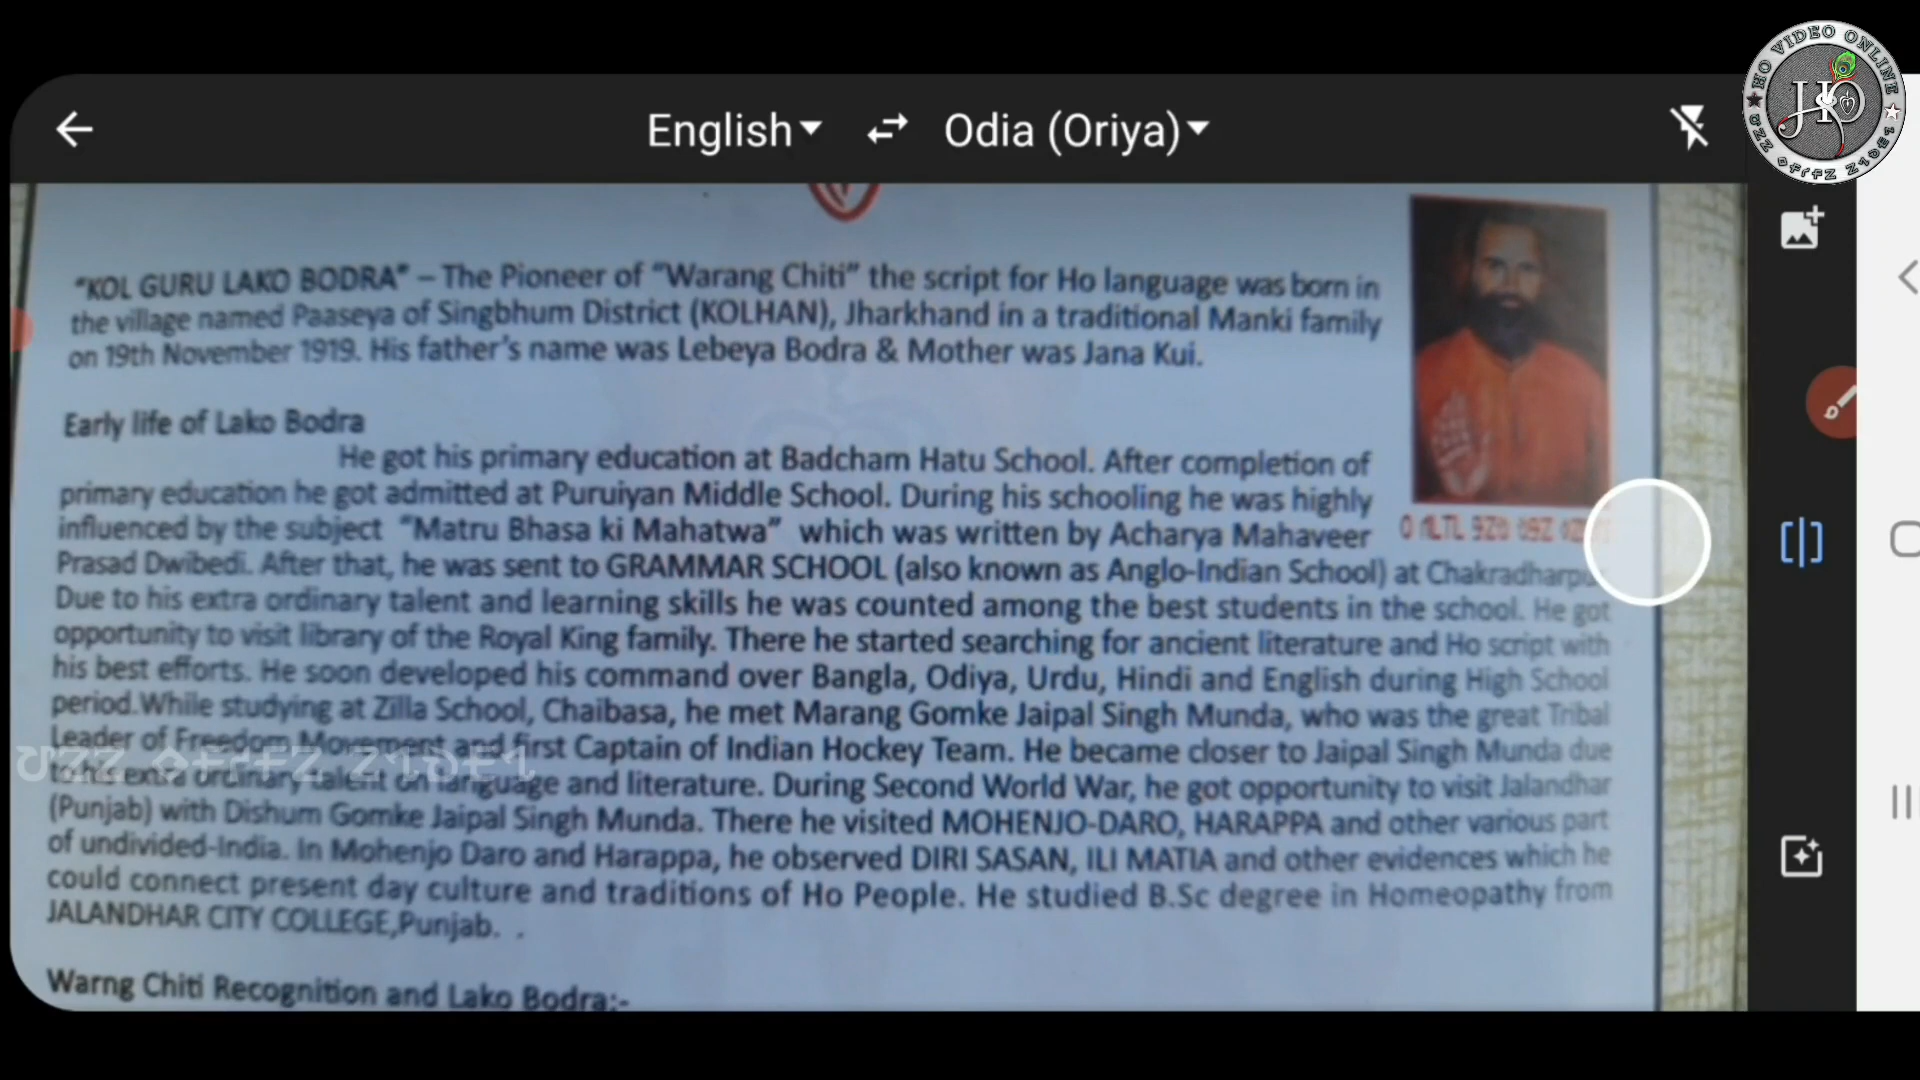 HO VIDEO ONLINE
English
Odia (Oriya)
"KOL GURU LAKO BODRA" – The Pioneer of "Warang Chiti" the script for Ho language was born in
the village named Paaseya of Singbhum District (KOLHAN), Jharkhand in a traditional Manki family
on 19th November 1919. His father's name was Lebeya Bodra & Mother was Jana Kui.
Early life of Lako Bodra
He got his primary education at Badcham Hatu School. After completion of
primary education he got admitted at Puruiyan Middle School. During his schooling he was highly
influenced by the subject "Matru Bhasa ki Mahatwa" which was written by Acharya Mahaveer
Prasad Dwibedi. After that, he was sent to GRAMMAR SCHOOL (also known as Anglo-Indian School) at
Due to his extra ordinary talent and learning skills he was counted among the best students in the school. He got
opportunity to visit library of the Royal King family. There he started searching for ancient literature and Ho script with
his best efforts. He soon developed his command over Bangla, Odiya, Urdu, Hindi and English during High School
period.While studying at Zilla School, Chaibasa, he met Marang Gomke Jaipal Singh Munda, who was the great Tribal
Leader of Freedom Movement and first Captain of Indian Hockey Team. He became closer to Jaipal Singh Munda due
to his extra ordinary talent on language and literature. During Second World War, he got opportunity to visit Jalandhar
(Punjab) with Dishum Gomke Jaipal Singh Munda. There he visited MOHENJO-DARO, HARAPPA and other various part
of undivided-India. In Mohenjo Daro and Harappa, he observed DIRI SASAN, ILI MATIA and other evidences which he
could connect present day culture and traditions of Ho People. He studied B.Sc degree in Homeopathy from
JALANDHAR CITY COLLEGE,Punjab. .
Warng Chiti Recognition and Lako Bodra:-